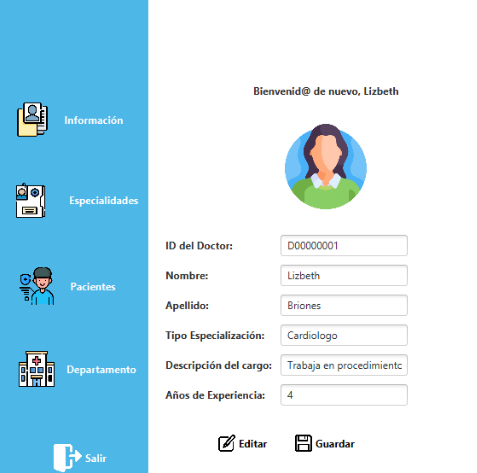 Bienvenid@ de nuevo, Lizbeth
Información
Especialidades
Pacientes
Departamento
Salir
ID del Doctor: D00000001
Nombre: Lizbeth
Apellido: Briones
Tipo Especialización: Cardiologo
Descripción del cargo: Trabaja en procedimientc
Años de Experiencia: 4
Editar Guardar